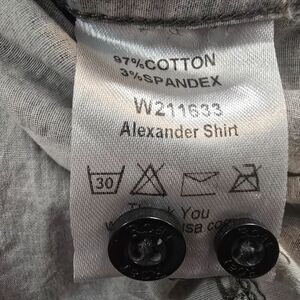 97%COTTON
3%SPANDEX
W211633
Alexander Shirt
30
You